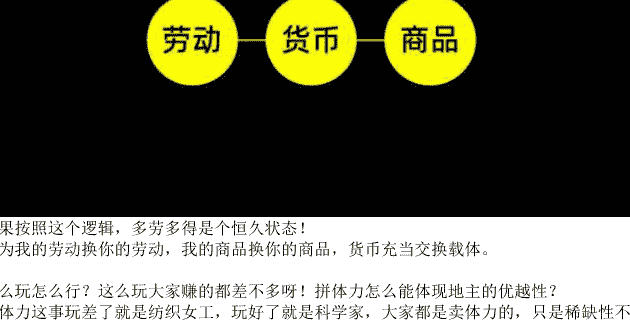 劳动 货币 商品
果按照这个逻辑，多劳多得是个恒久状态！
为我的劳动换你的劳动，我的商品换你的商品，货币充当交换载体。
么玩怎么行？这么玩大家赚的都差不多呀！拼体力怎么能体现地主的优越性？
体力这事玩差了就是纺织女工，玩好了就是科学家，大家都是卖体力的，只是稀缺性不